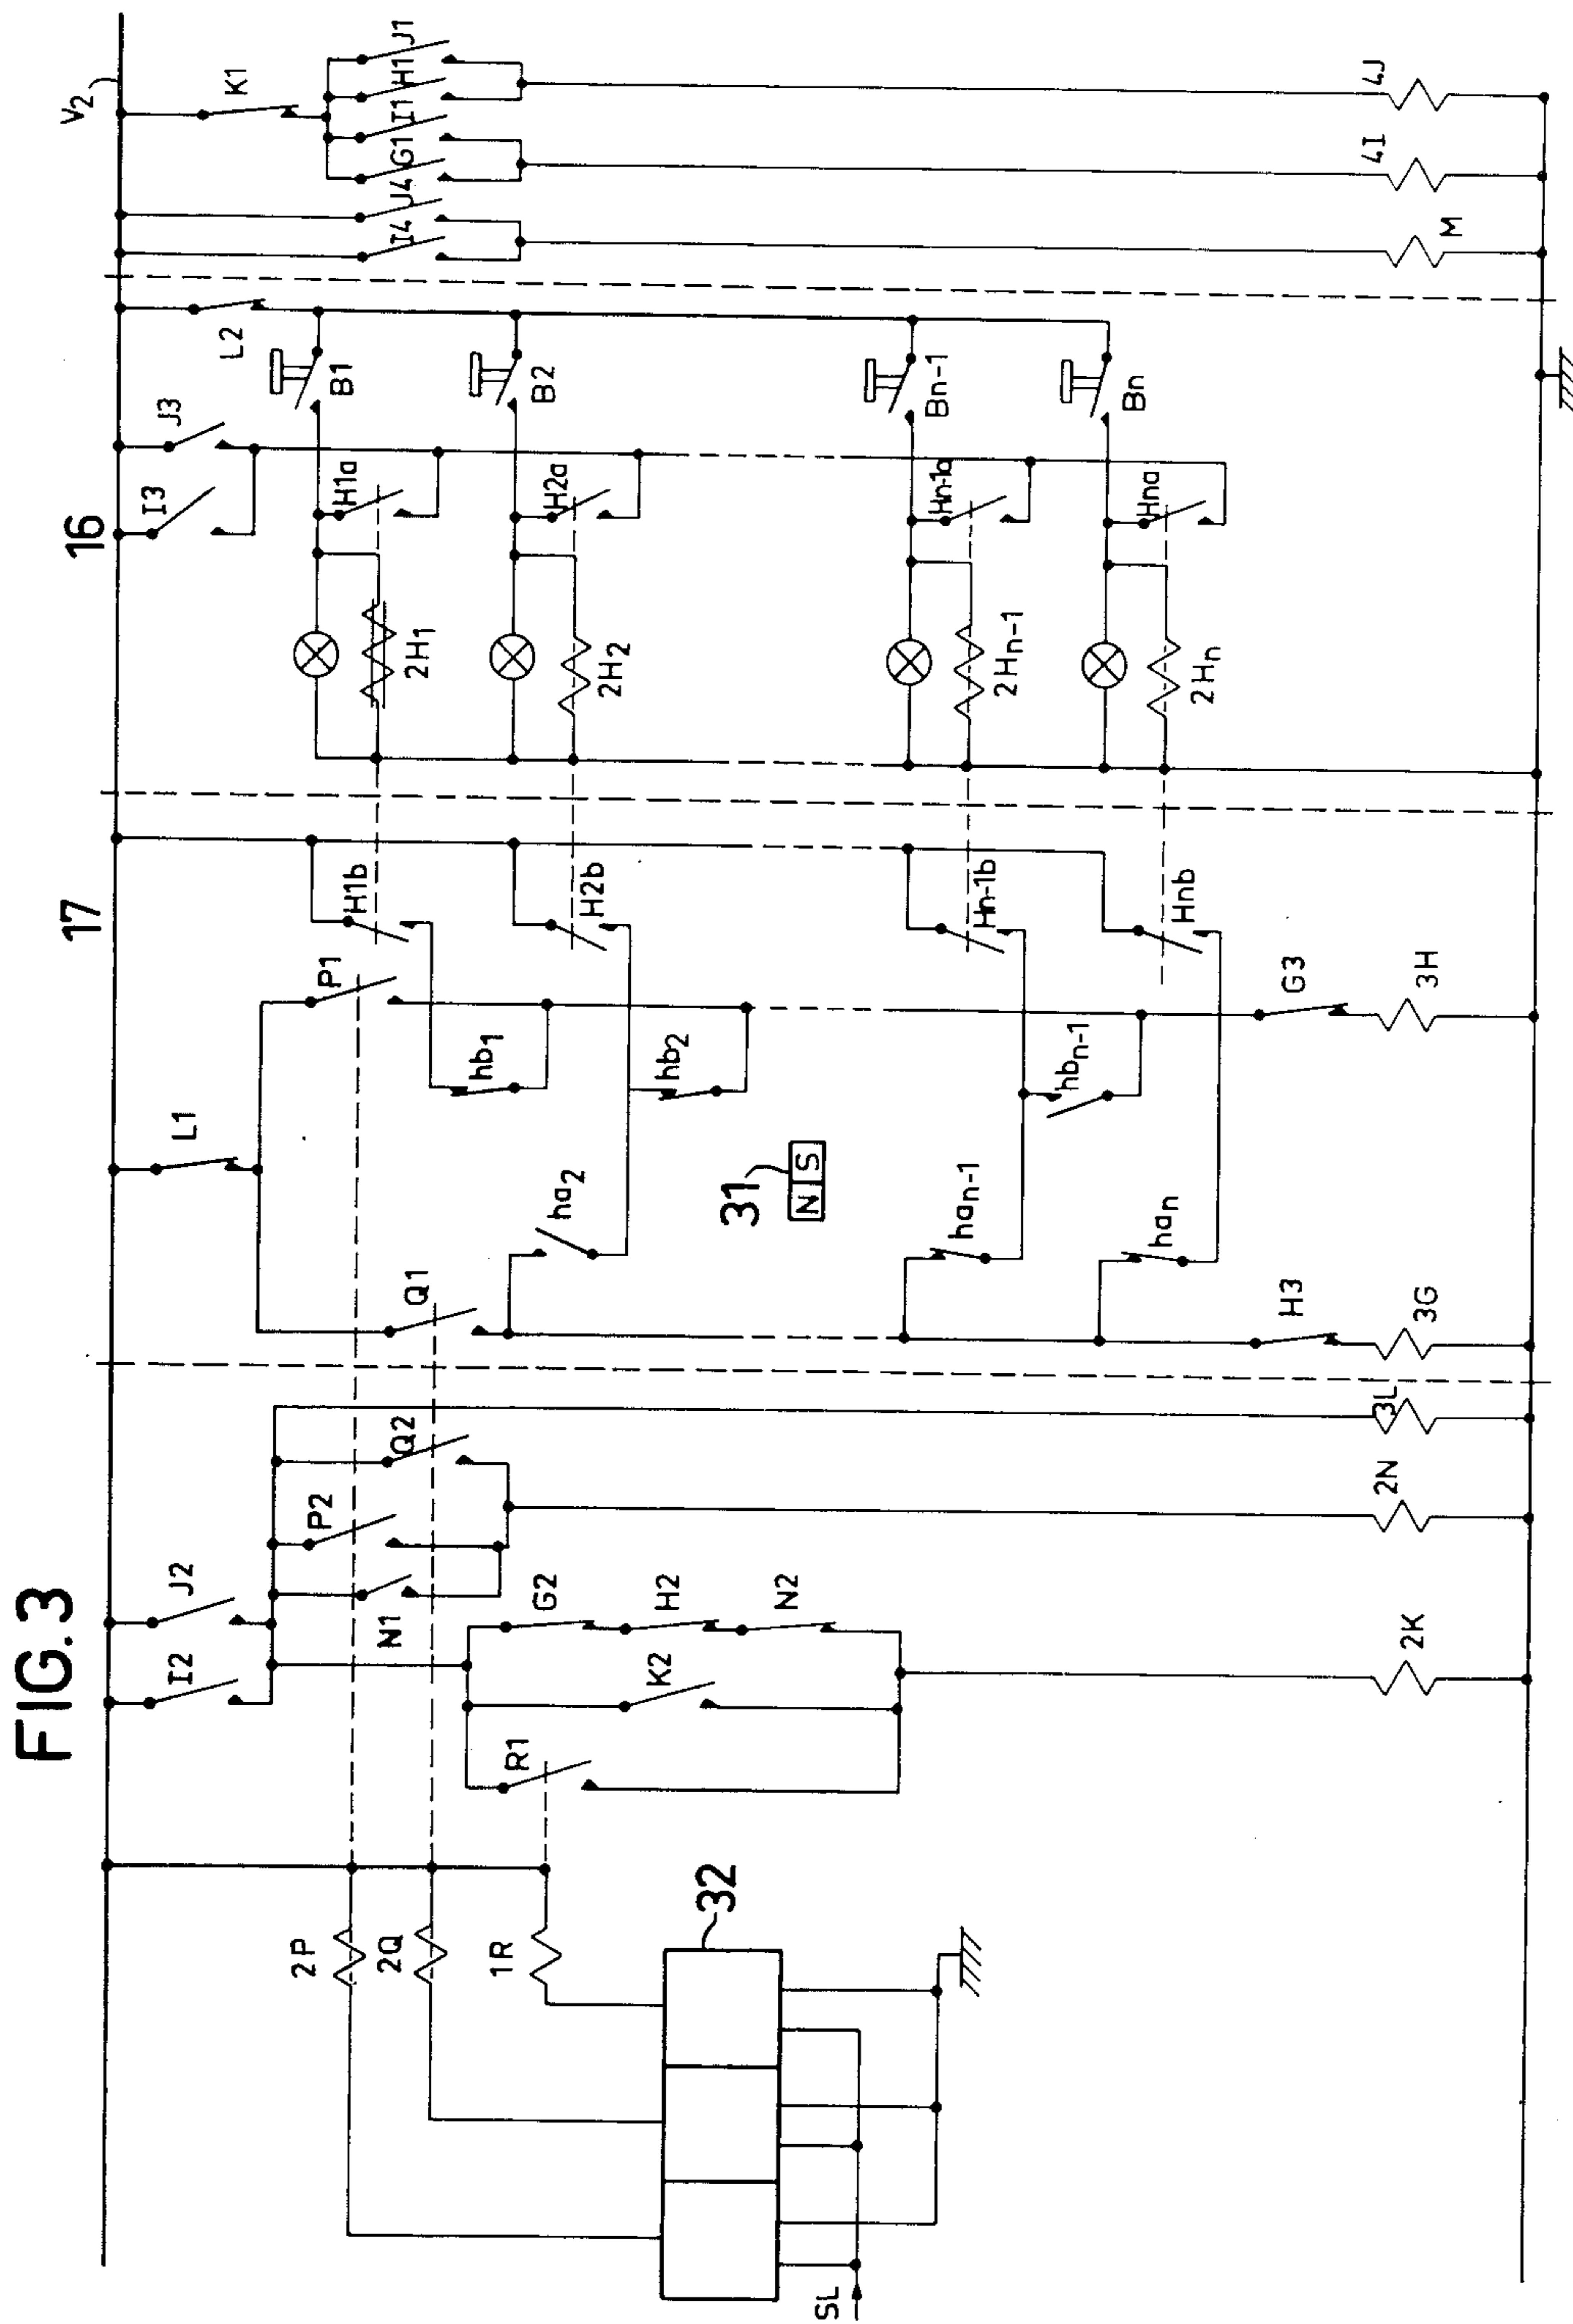 FIG.3
16
17
V2
K1
J1
H1
I1
G1
J4
I4
4J
4I
M
L2
B1
B2
Bn-1
Bn
J3
I3
H1a
H2a
Hn-1a
Hna
2H1
2H2
2Hn-1
2Hn
H1b
H2b
Hn-1b
Hnb
P1
L1
Q1
hb1
hb2
hbn-1
ha2
han-1
han
31
N S
G3
3H
H3
3G
J2
I2
Q2
P2
N1
G2
H2
N2
K2
R1
3L
2N
2K
2P
2Q
1R
32
SL